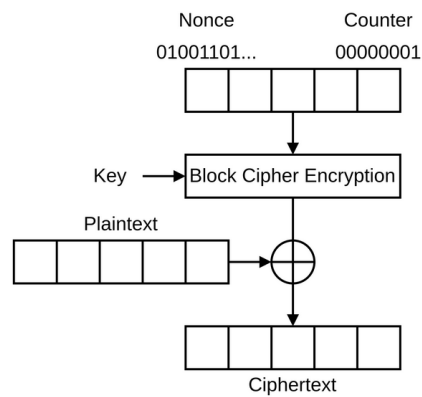 Nonce Counter
01001101... 00000001
Key Block Cipher Encryption
Plaintext
Ciphertext